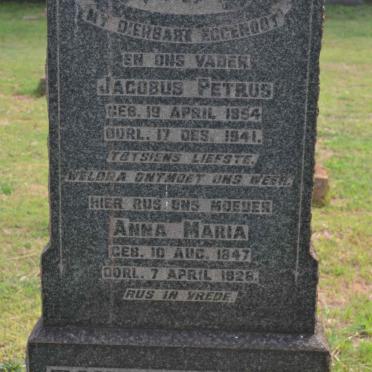 MY DIERBARE EGGENOOT
EN ONS VADER
JACOBUS PETRUS
GEB. 19 APRIL 1854
OORL. 17 DES. 1941.
TOTSIENS LIEFSTE,
WELDRA ONTMOET ONS WEER.
HIER RUS ONS MOEDER
ANNA MARIA
GEB. 10 AUG. 1847
OORL. 7 APRIL 1928.
RUS IN VREDE.